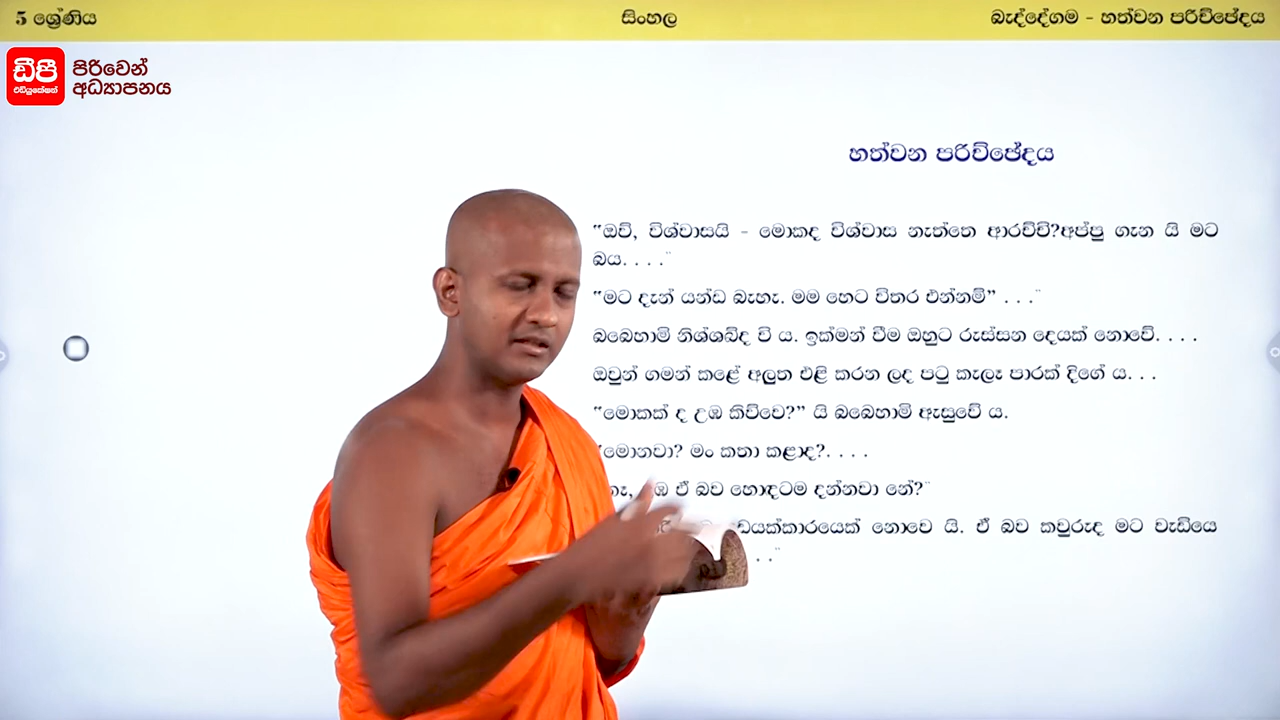 5 ශ්‍රේණිය
සිංහල
බැද්දේගම - හත්වන පරිච්ඡේදය
ඩීපී
එඩියුකේෂන්
පිරිවෙන්
අධ්‍යාපනය
හත්වන පරිච්ඡේදය
"ඔව්, විශ්වාසයි - මොකද විශ්වාස නැත්තෙ ආරච්චි?අප්පු ගැන යි මට
බය. . . ."
"මට දැන් යන්ඩ බැහැ. මම හෙට විතර එන්නම්" . . ."
බබෙහාමි නිශ්ශබ්ද වි ය. ඉක්මන් වීම ඔහුට රුස්සන දෙයක් නොවේ. . . .
ඔවුන් ගමන් කළේ අලුත එළි කරන ලද පටු කැලෑ පාරක් දිගේ ය. . .
"මොකක් ද උඹ කිව්වෙ?" යි බබෙහාමි ඇසුවේ ය.
"මොනවා? මං කතා කළාද?. . . .
ඒ බව හොඳටම දන්නවා නේ?"
නොවෙ යි. ඒ බව කවුරුද මට වැඩියෙ
. ."